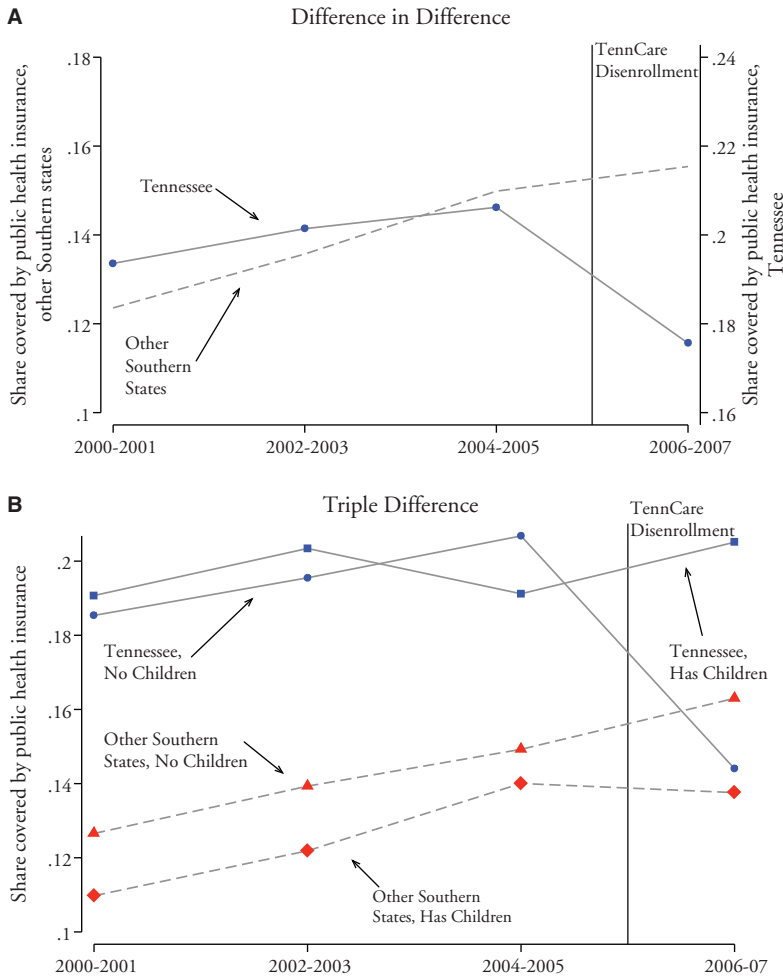 A
Difference in Difference
Share covered by public health insurance,
other Southern states
.18
.16
.14
.12
.1
Tennessee
Other
Southern
States
TennCare
Disenrollment
.24
.22
.2
.18
.16
Share covered by public health insurance,
Tennessee
2000-2001
2002-2003
2004-2005
2006-2007
B
Triple Difference
Share covered by public health insurance
.2
.18
.16
.14
.12
.1
TennCare
Disenrollment
Tennessee,
No Children
Tennessee,
Has Children
Other Southern
States, No Children
Other Southern
States, Has Children
2000-2001
2002-2003
2004-2005
2006-07